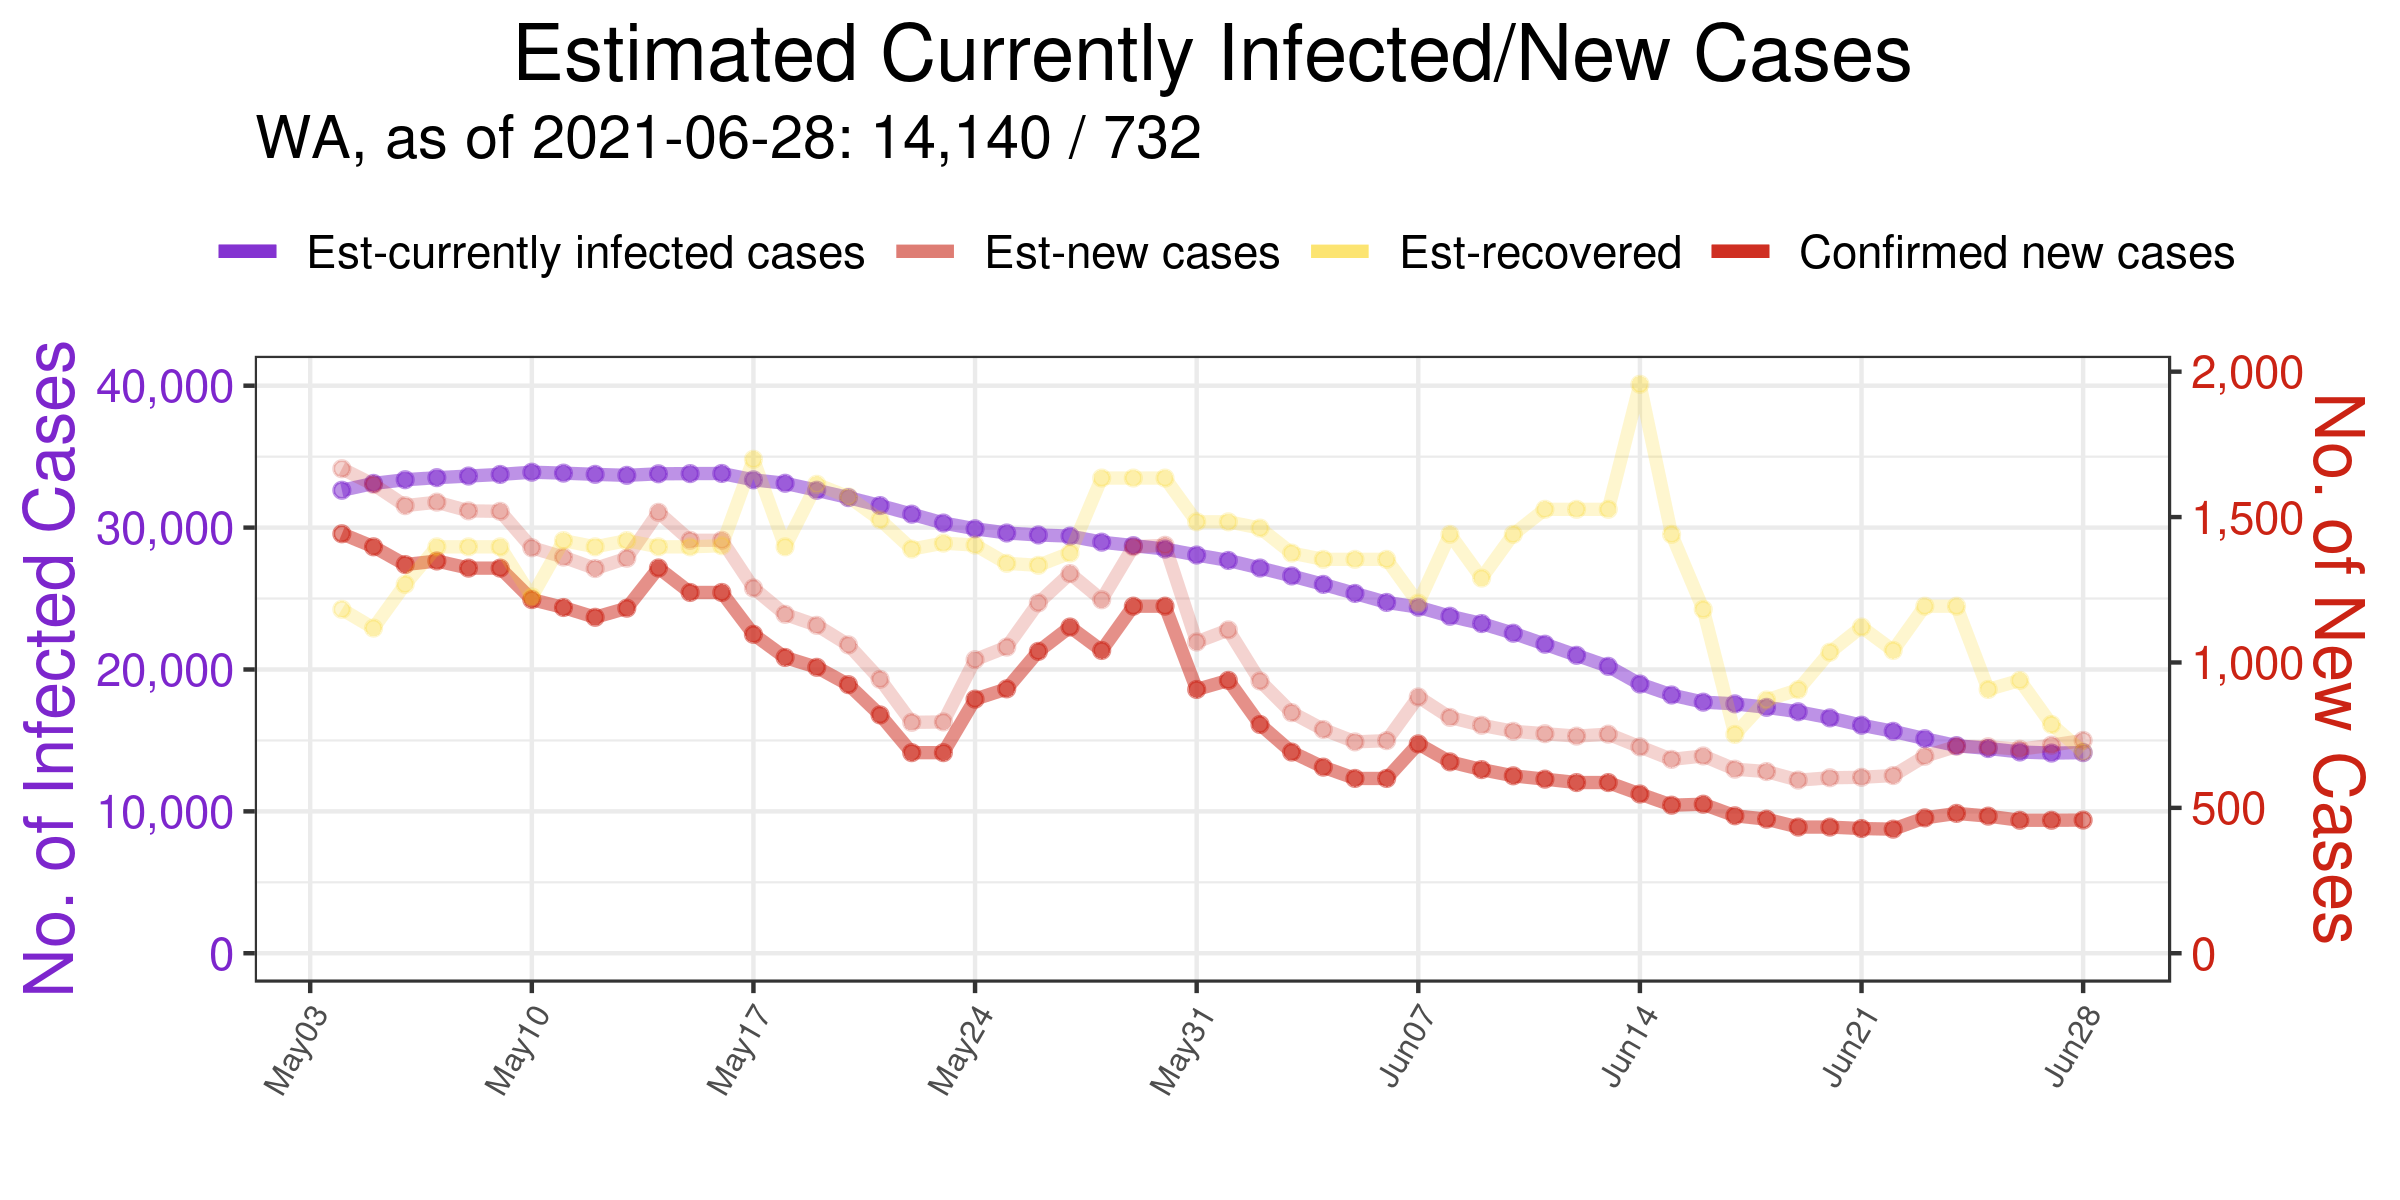 Estimated Currently Infected/New Cases
WA, as of 2021-06-28: 14,140 / 732
Est-currently infected cases Est-new cases Est-recovered Confirmed new cases
No. of Infected Cases
40,000
30,000
20,000
10,000
0
2,000
1,500
1,000
500
0
No. of New Cases
May03 May10 May17 May24 May31 Jun07 Jun14 Jun21 Jun28